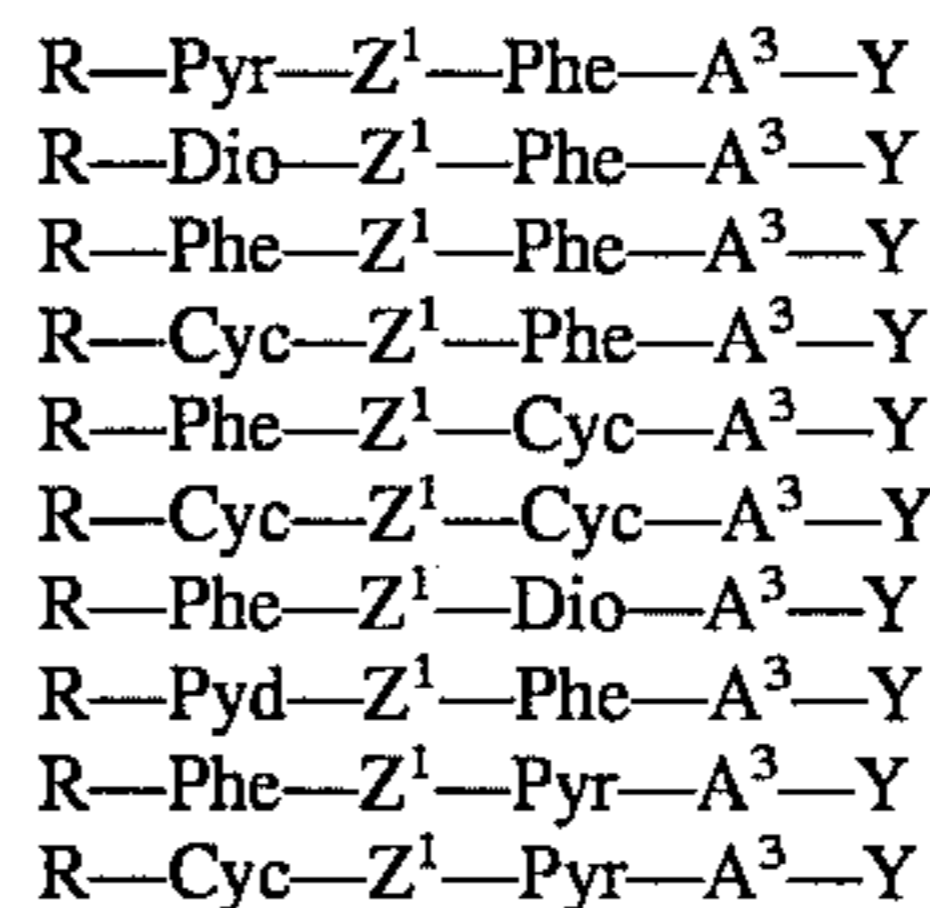 R—Pyr—Z¹—Phe—A³—Y
R—Dio—Z¹—Phe—A³—Y
R—Phe—Z¹—Phe—A³—Y
R—Cyc—Z¹—Phe—A³—Y
R—Phe—Z¹—Cyc—A³—Y
R—Cyc—Z¹—Cyc—A³—Y
R—Phe—Z¹—Dio—A³—Y
R—Pyd—Z¹—Phe—A³—Y
R—Phe—Z¹—Pyr—A³—Y
R—Cyc—Z¹—Pyr—A³—Y